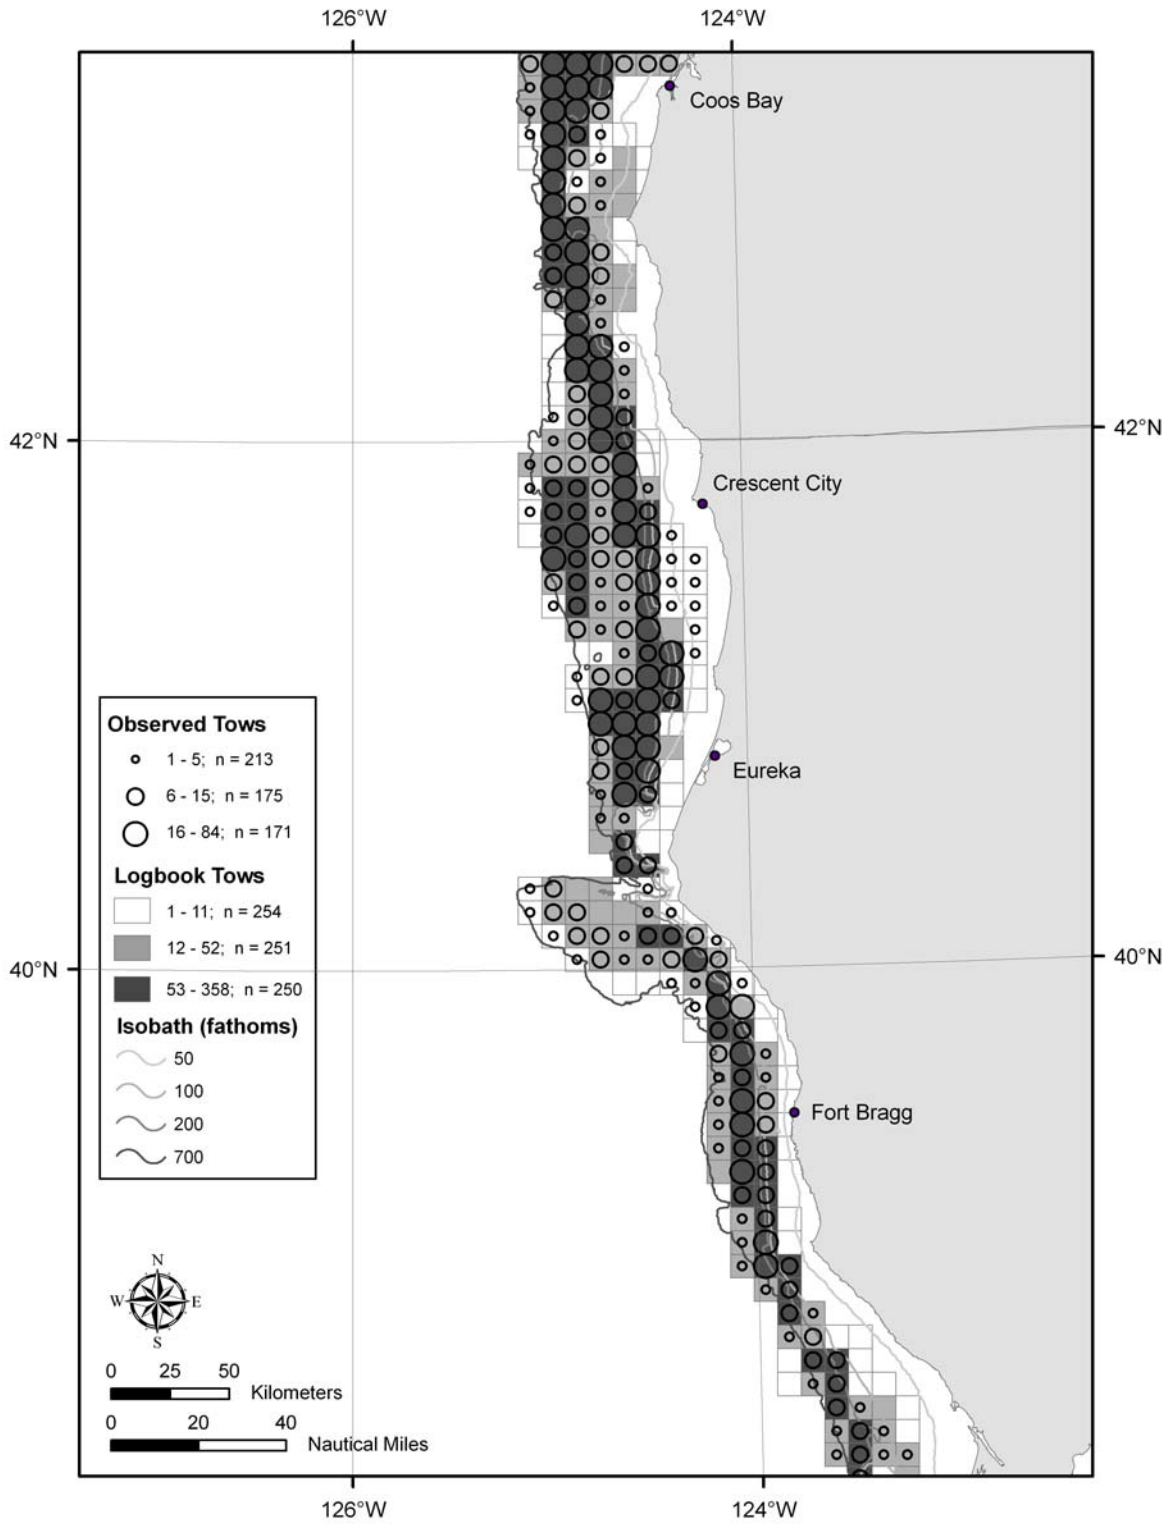 126°W 124°W
Coos Bay
42°N 42°N
Crescent City
Observed Tows
1 - 5; n = 213
6 - 15; n = 175
16 - 84; n = 171
Eureka
Logbook Tows
1 - 11; n = 254
12 - 52; n = 251
53 - 358; n = 250
40°N 40°N
Isobath (fathoms)
50
100
200
700
Fort Bragg
N
W E
S
0 25 50
Kilometers
0 20 40
Nautical Miles
126°W 124°W